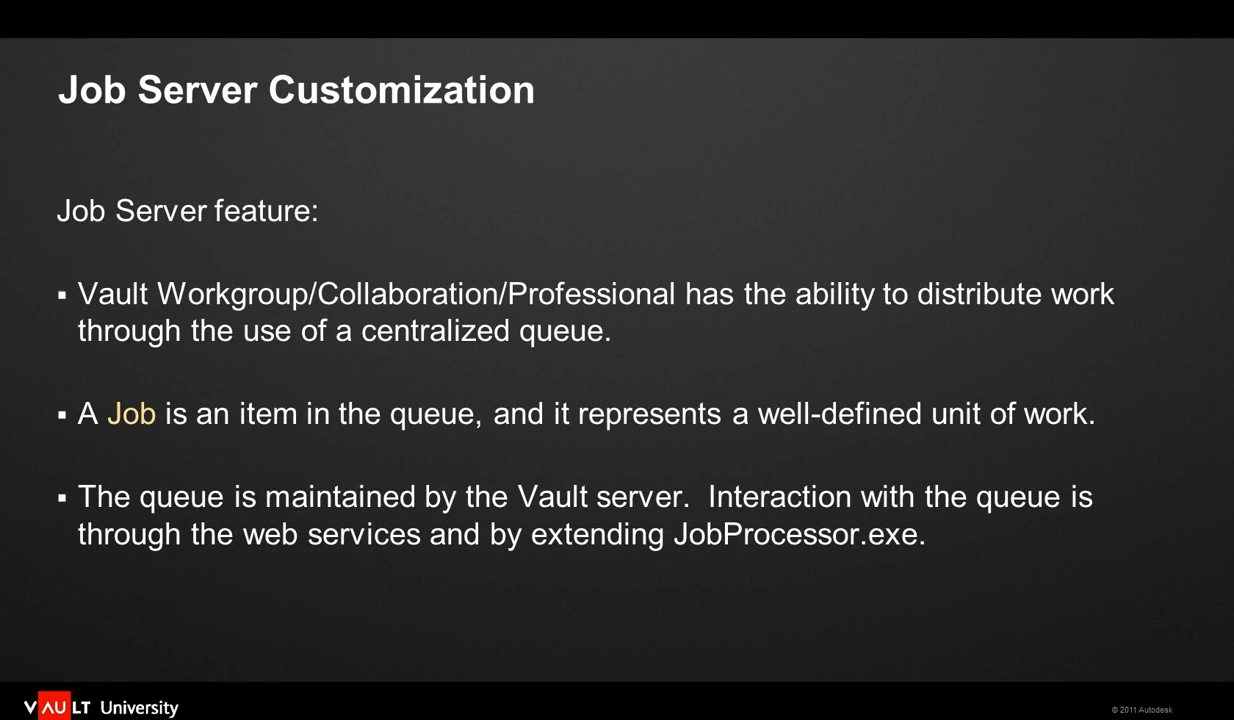 Job Server Customization
Job Server feature:
▪ Vault Workgroup/Collaboration/Professional has the ability to distribute work
through the use of a centralized queue.
▪ A Job is an item in the queue, and it represents a well-defined unit of work.
▪ The queue is maintained by the Vault server.  Interaction with the queue is
through the web services and by extending JobProcessor.exe.
VAULT University
© 2011 Autodesk